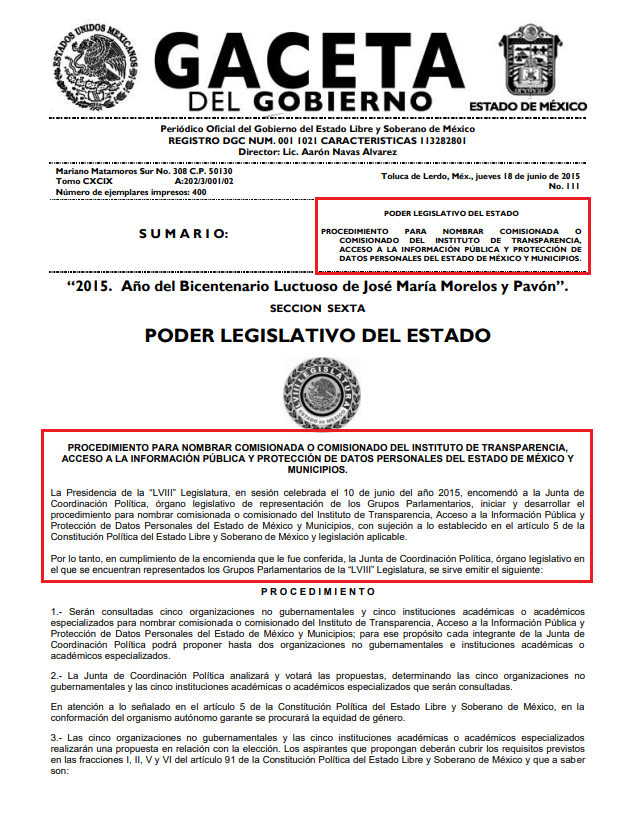 ESTADOS UNIDOS MEXICANOS
GACETA
DEL GOBIERNO
ESTADO DE MÉXICO
Periódico Oficial del Gobierno del Estado Libre y Soberano de México
REGISTRO DGC NUM. 001 1021 CARACTERISTICAS 113282801
Director: Lic. Aarón Navas Alvarez
Mariano Matamoros Sur No. 308 C.P. 50130
Tomo CXCIX A:202/3/001/02
Número de ejemplares impresos: 400
Toluca de Lerdo, Méx., jueves 18 de junio de 2015
No. 111
S U M A R I O:
PODER LEGISLATIVO DEL ESTADO
PROCEDIMIENTO PARA NOMBRAR COMISIONADA O
COMISIONADO DEL INSTITUTO DE TRANSPARENCIA,
ACCESO A LA INFORMACIÓN PÚBLICA Y PROTECCIÓN DE
DATOS PERSONALES DEL ESTADO DE MÉXICO Y MUNICIPIOS.
“2015. Año del Bicentenario Luctuoso de José María Morelos y Pavón”.
SECCION SEXTA
PODER LEGISLATIVO DEL ESTADO
LVIII LEGISLATURA
ESTADO DE MEXICO
PROCEDIMIENTO PARA NOMBRAR COMISIONADA O COMISIONADO DEL INSTITUTO DE TRANSPARENCIA,
ACCESO A LA INFORMACIÓN PÚBLICA Y PROTECCIÓN DE DATOS PERSONALES DEL ESTADO DE MÉXICO Y
MUNICIPIOS.
La Presidencia de la “LVIII” Legislatura, en sesión celebrada el 10 de junio del año 2015, encomendó a la Junta de
Coordinación Política, órgano legislativo de representación de los Grupos Parlamentarios, iniciar y desarrollar el
procedimiento para nombrar comisionada o comisionado del Instituto de Transparencia, Acceso a la Información Pública y
Protección de Datos Personales del Estado de México y Municipios, con sujeción a lo establecido en el artículo 5 de la
Constitución Política del Estado Libre y Soberano de México y legislación aplicable.
Por lo tanto, en cumplimiento de la encomienda que le fue conferida, la Junta de Coordinación Política, órgano legislativo en
el que se encuentran representados los Grupos Parlamentarios de la “LVIII” Legislatura, se sirve emitir el siguiente:
P R O C E D I M I E N T O
1.- Serán consultadas cinco organizaciones no gubernamentales y cinco instituciones académicas o académicos
especializados para nombrar comisionada o comisionado del Instituto de Transparencia, Acceso a la Información Pública y
Protección de Datos Personales del Estado de México y Municipios; para ese propósito cada integrante de la Junta de
Coordinación Política podrá proponer hasta dos organizaciones no gubernamentales e instituciones académicas o
académicos especializados.
2.- La Junta de Coordinación Política analizará y votará las propuestas, determinando las cinco organizaciones no
gubernamentales y las cinco instituciones académicas o académicos especializados que serán consultadas.
En atención a lo señalado en el artículo 5 de la Constitución Política del Estado Libre y Soberano de México, en la
conformación del organismo autónomo garante se procurará la equidad de género.
3.- Las cinco organizaciones no gubernamentales y las cinco instituciones académicas o académicos especializados
realizarán una propuesta en relación con la elección. Los aspirantes que propongan deberán cubrir los requisitos previstos
en las fracciones I, II, V y VI del artículo 91 de la Constitución Política del Estado Libre y Soberano de México y que a saber
son: